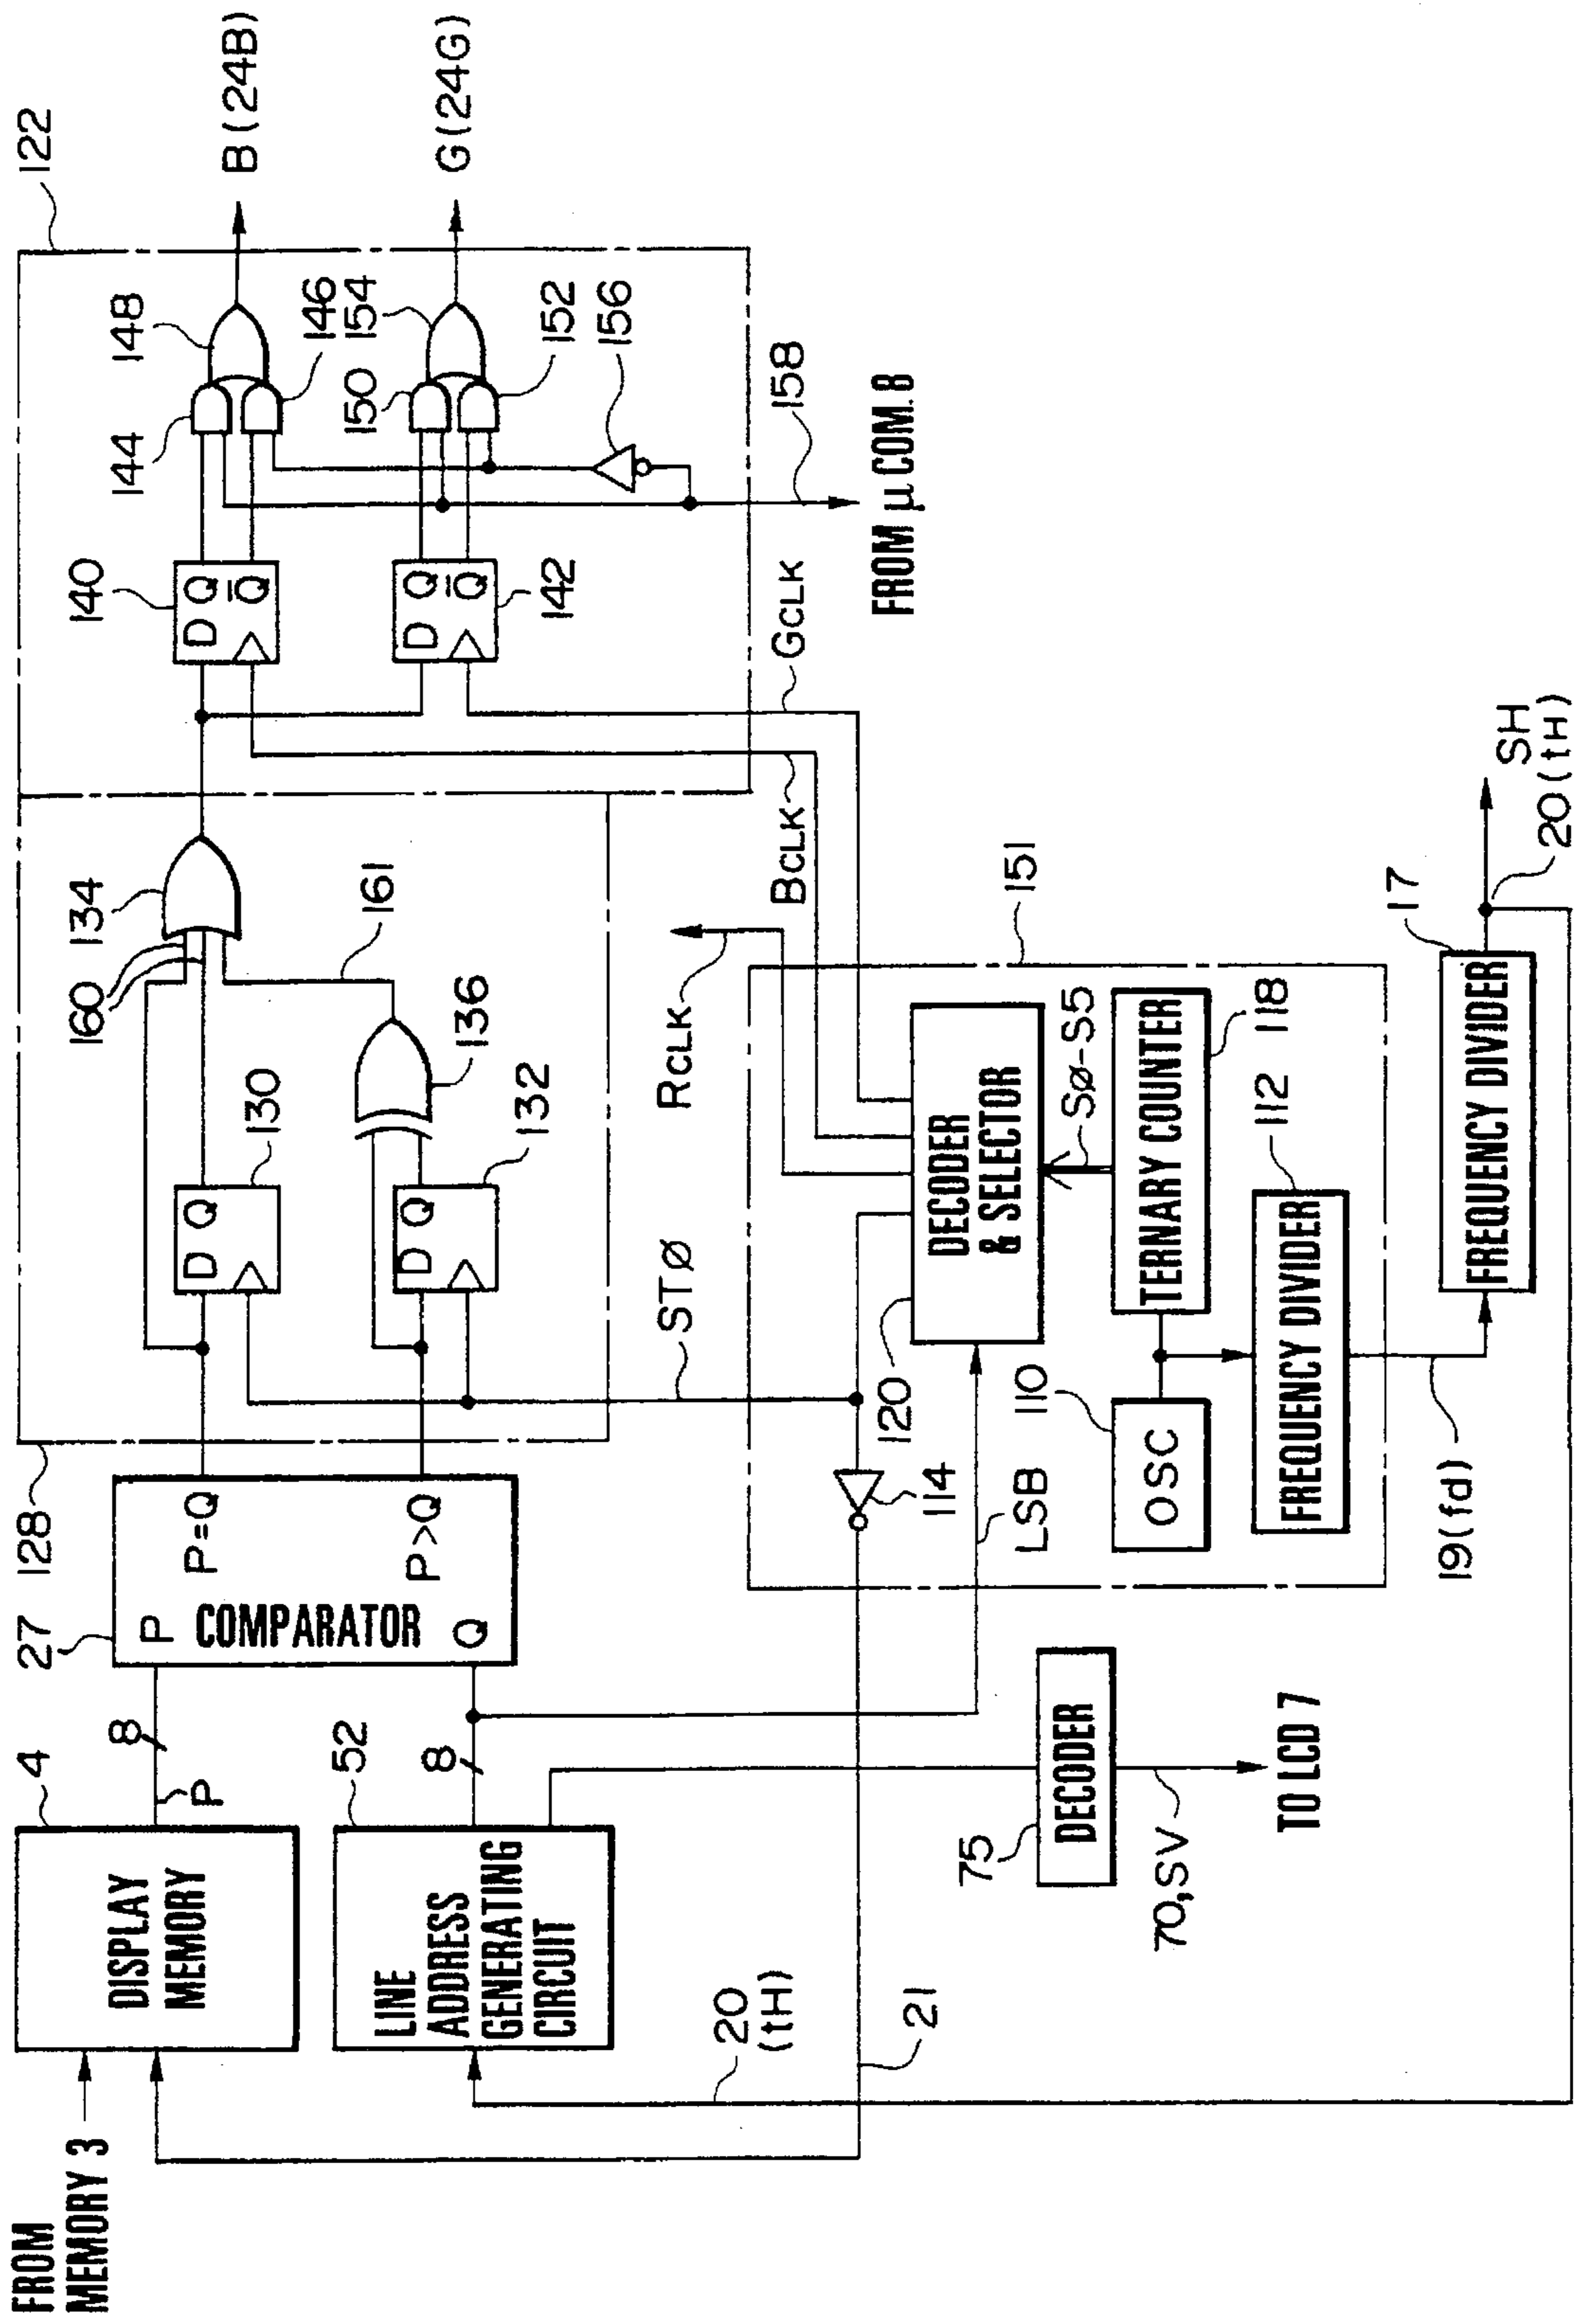 FROM
MEMORY 3
4
DISPLAY
MEMORY
P
8
52
LINE
ADDRESS
GENERATING
CIRCUIT
8
20
(tH)
21
27
P
COMPARATOR
Q
P=Q
P>Q
128
D Q
130
D Q
132
136
161
160
134
STØ
122
140
D Q
Q̅
D Q
Q̅
142
144
148
146
150
154
152
156
158
FROM μ COM. 8
B (24B)
G (24G)
GCLK
BCLK
RCLK
151
120
DECODER
& SELECTOR
SØ-S5
TERNARY COUNTER
118
110
OSC
112
FREQUENCY DIVIDER
114
LSB
75
DECODER
70,SV
TO LCD 7
19(fd)
17
FREQUENCY DIVIDER
SH
20(tH)